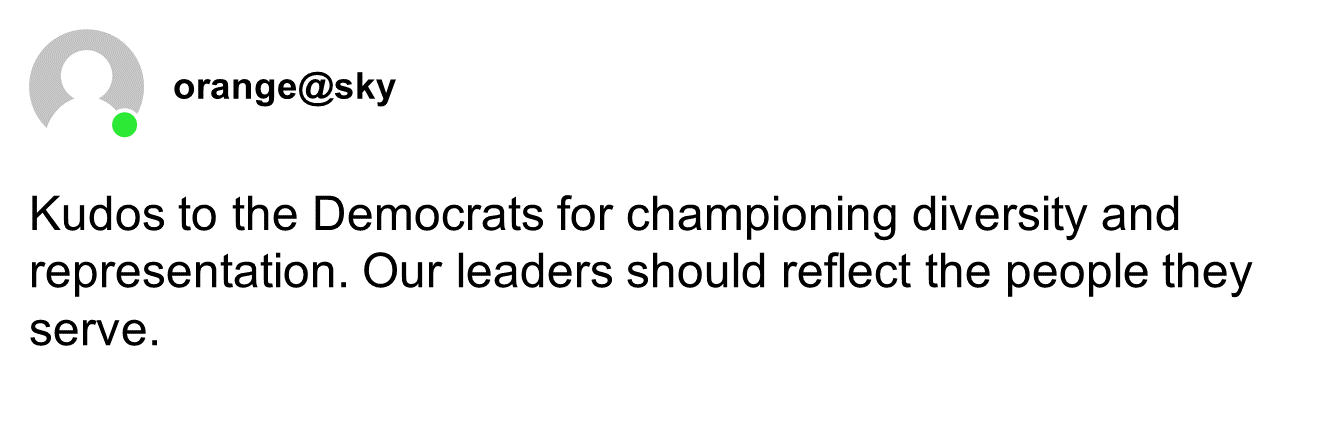 orange@sky
Kudos to the Democrats for championing diversity and
representation. Our leaders should reflect the people they
serve.